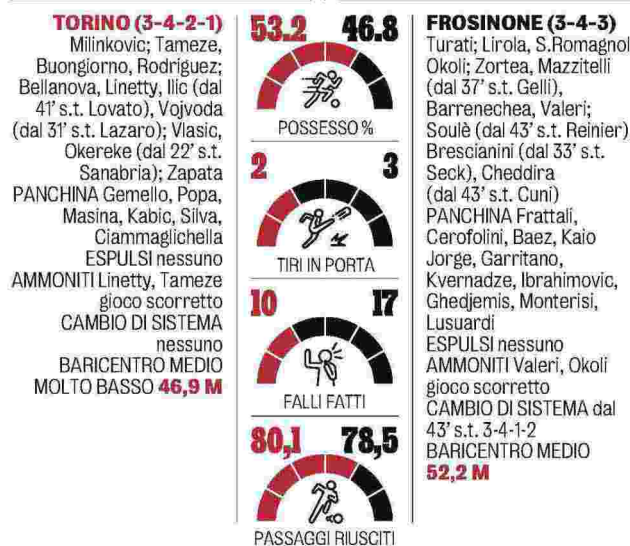 TORINO (3-4-2-1)
Milinkovic; Tameze,
Buongiorno, Rodriguez;
Bellanova, Linetty, Ilic (dal
41' s.t. Lovato), Vojvoda
(dal 31' s.t. Lazaro); Vlasic,
Okereke (dal 22' s.t.
Sanabria); Zapata
PANCHINA Gemello, Popa,
Masina, Kabic, Silva,
Ciammaglichella
ESPULSI nessuno
AMMONITI Linetty, Tameze
gioco scorretto
CAMBIO DI SISTEMA
nessuno
BARICENTRO MEDIO
MOLTO BASSO 46,9 M
53.2 46.8
POSSESSO %
2 3
TIRI IN PORTA
10 17
FALLI FATTI
80,1 78,5
PASSAGGI RIUSCITI
FROSINONE (3-4-3)
Turati; Lirola, S.Romagnol
Okoli; Zortea, Mazzitelli
(dal 37' s.t. Gelli),
Barrenechea, Valeri;
Soulè (dal 43' s.t. Reinier)
Brescianini (dal 33' s.t.
Seck), Cheddira
(dal 43' s.t. Cuni)
PANCHINA Frattali,
Cerofolini, Baez, Kaio
Jorge, Garritano,
Kvernadze, Ibrahimovic,
Ghedjemis, Monterisi,
Lusuardi
ESPULSI nessuno
AMMONITI Valeri, Okoli
gioco scorretto
CAMBIO DI SISTEMA dal
43' s.t. 3-4-1-2
BARICENTRO MEDIO
52,2 M